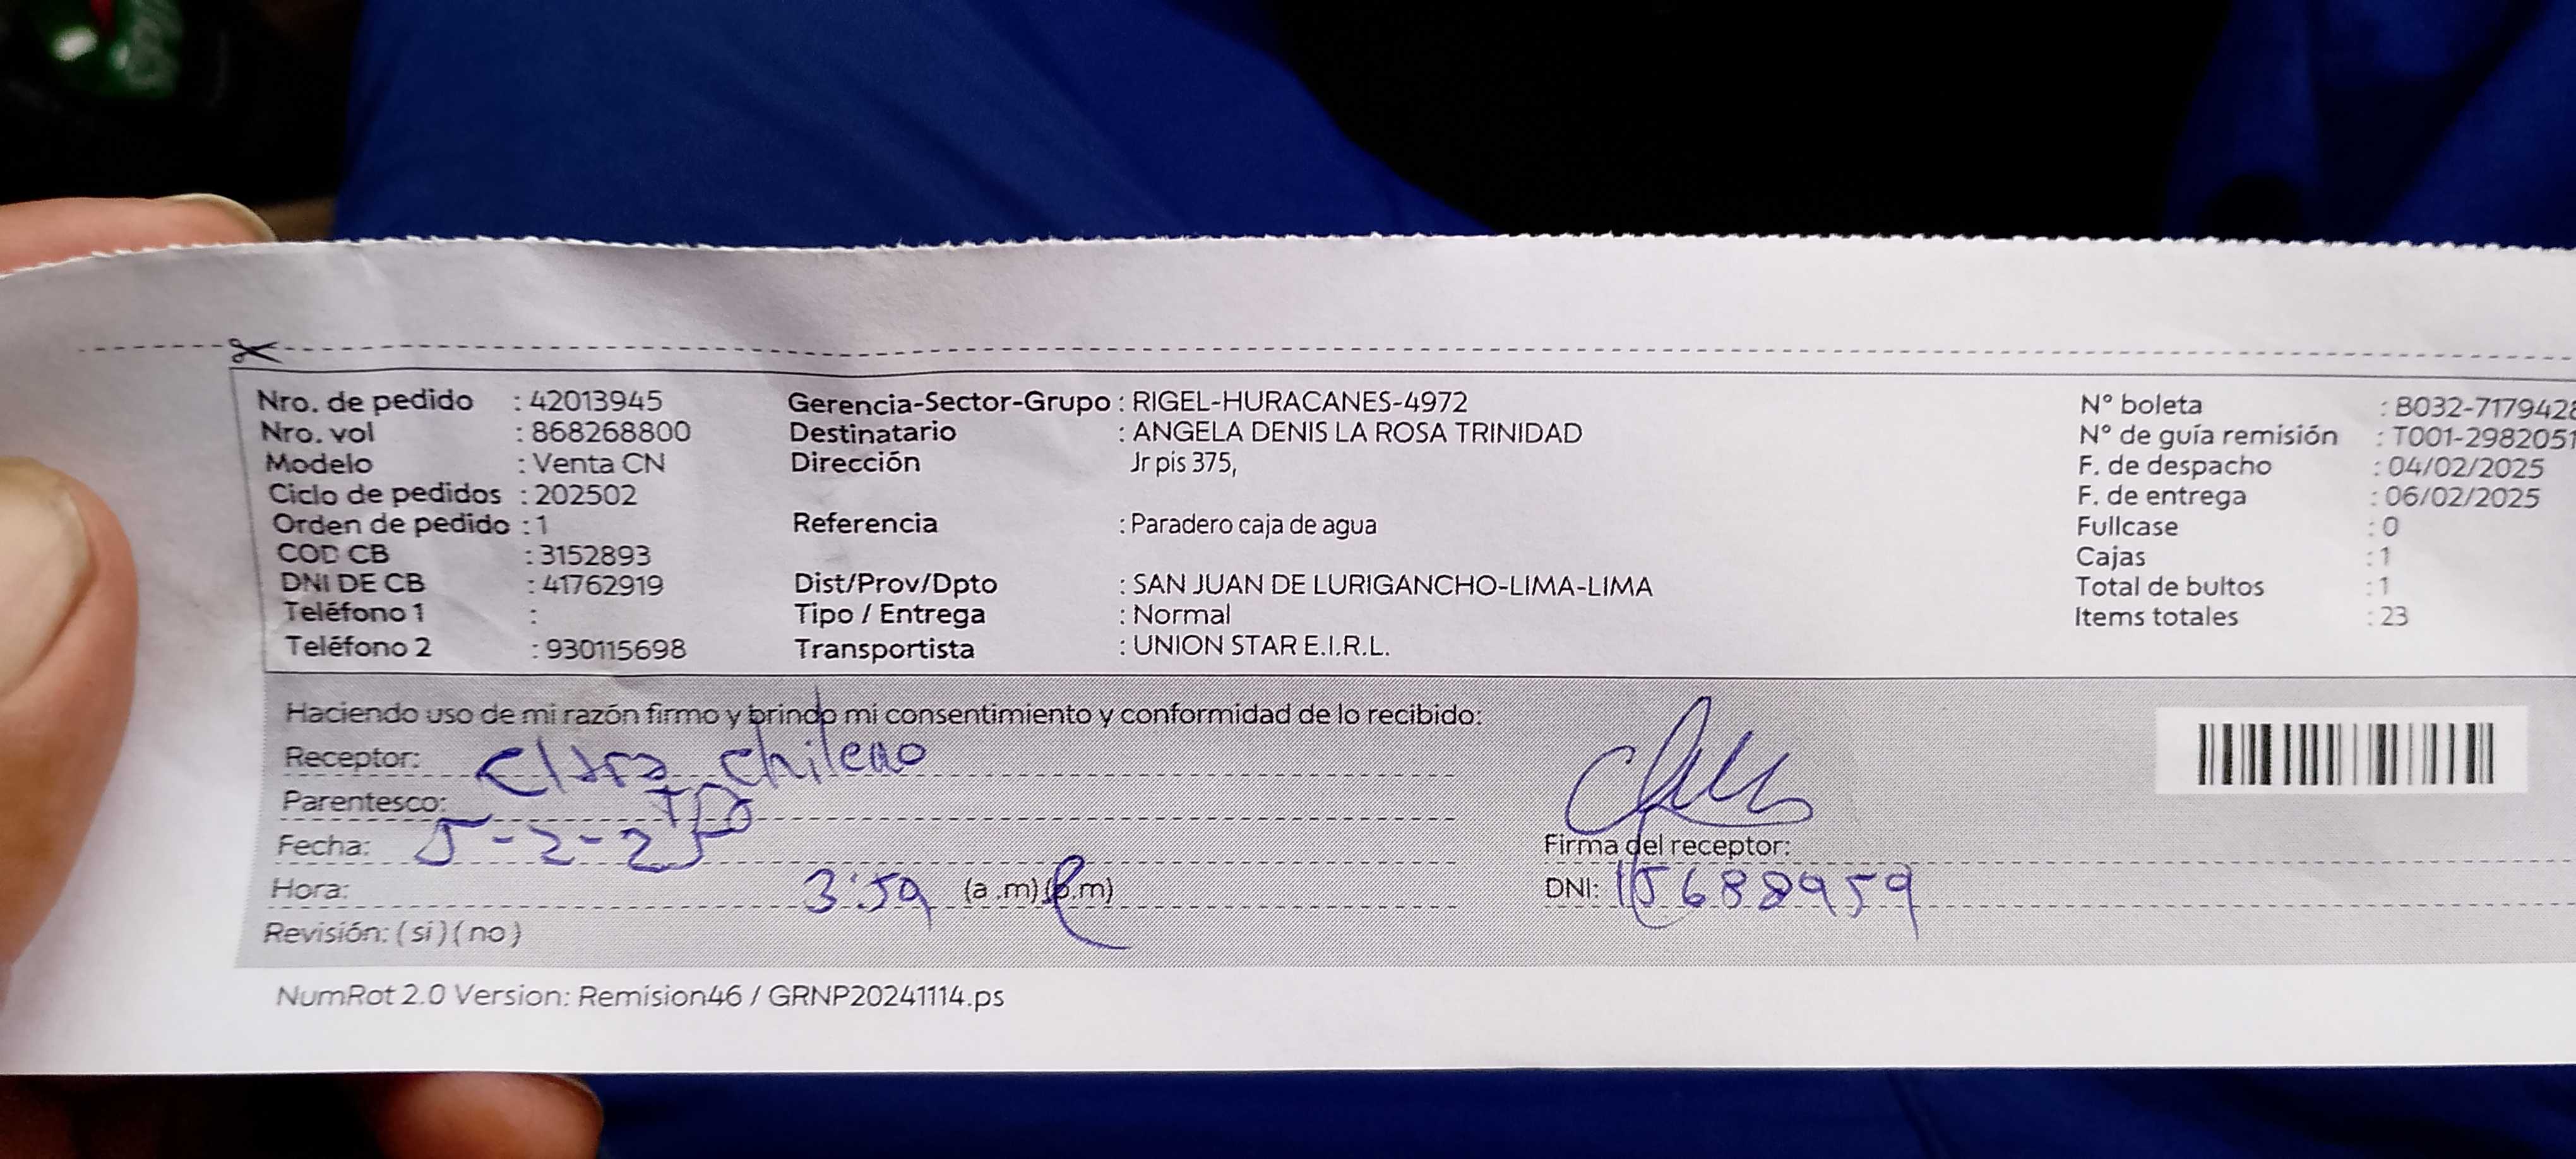 Nro. de pedido : 42013945 Gerencia-Sector-Grupo : RIGEL-HURACANES-4972 N° boleta : B032-7179428
Nro. vol : 868268800 Destinatario : ANGELA DENIS LA ROSA TRINIDAD N° de guía remisión : T001-2982051
Modelo : Venta CN Dirección Jr pis 375, F. de despacho : 04/02/2025
Ciclo de pedidos : 202502 F. de entrega : 06/02/2025
Orden de pedido : 1 Referencia : Paradero caja de agua Fullcase : 0
COD CB : 3152893 Cajas : 1
DNI DE CB : 41762919 Dist/Prov/Dpto : SAN JUAN DE LURIGANCHO-LIMA-LIMA Total de bultos : 1
Teléfono 1 : Tipo / Entrega : Normal Items totales : 23
Teléfono 2 : 930115698 Transportista : UNION STAR E.I.R.L.
Haciendo uso de mi razón firmo y brindo mi consentimiento y conformidad de lo recibido:
Receptor: Clara Chileno
Parentesco:
Fecha: 5-2-25 Firma del receptor:
Hora: 3:59 (a .m) (p.m) DNI: 15688959
Revisión: ( si ) ( no )
NumRot 2.0 Version: Remision46 / GRNP20241114.ps